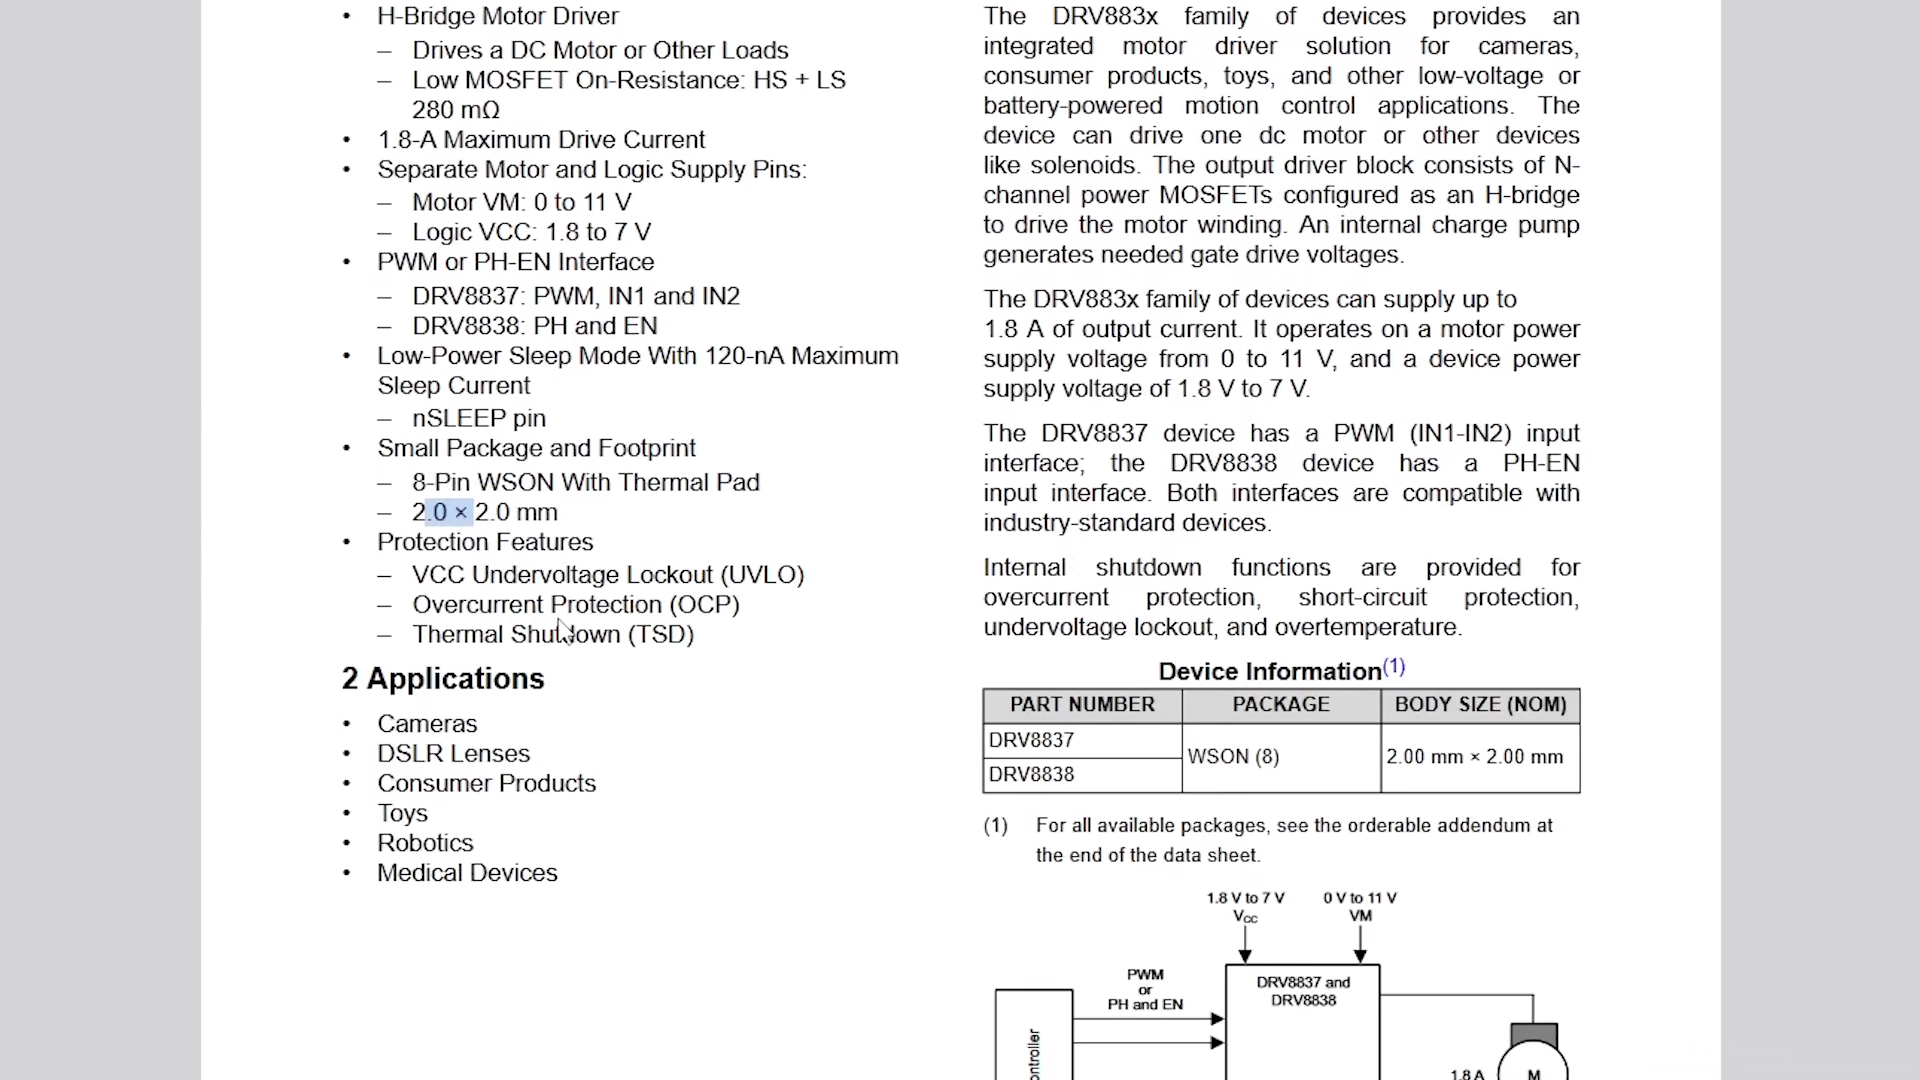 • H-Bridge Motor Driver
– Drives a DC Motor or Other Loads
– Low MOSFET On-Resistance: HS + LS
280 mΩ
• 1.8-A Maximum Drive Current
• Separate Motor and Logic Supply Pins:
– Motor VM: 0 to 11 V
– Logic VCC: 1.8 to 7 V
• PWM or PH-EN Interface
– DRV8837: PWM, IN1 and IN2
– DRV8838: PH and EN
• Low-Power Sleep Mode With 120-nA Maximum
Sleep Current
– nSLEEP pin
• Small Package and Footprint
– 8-Pin WSON With Thermal Pad
– 2.0 × 2.0 mm
• Protection Features
– VCC Undervoltage Lockout (UVLO)
– Overcurrent Protection (OCP)
– Thermal Shutdown (TSD)
2 Applications
• Cameras
• DSLR Lenses
• Consumer Products
• Toys
• Robotics
• Medical Devices
The DRV883x family of devices provides an
integrated motor driver solution for cameras,
consumer products, toys, and other low-voltage or
battery-powered motion control applications. The
device can drive one dc motor or other devices
like solenoids. The output driver block consists of N-
channel power MOSFETs configured as an H-bridge
to drive the motor winding. An internal charge pump
generates needed gate drive voltages.
The DRV883x family of devices can supply up to
1.8 A of output current. It operates on a motor power
supply voltage from 0 to 11 V, and a device power
supply voltage of 1.8 V to 7 V.
The DRV8837 device has a PWM (IN1-IN2) input
interface; the DRV8838 device has a PH-EN
input interface. Both interfaces are compatible with
industry-standard devices.
Internal shutdown functions are provided for
overcurrent protection, short-circuit protection,
undervoltage lockout, and overtemperature.
Device Information(1)
PART NUMBER PACKAGE BODY SIZE (NOM)
DRV8837
WSON (8) 2.00 mm × 2.00 mm
DRV8838
(1) For all available packages, see the orderable addendum at
the end of the data sheet.
1.8 V to 7 V 0 V to 11 V
VCC VM
PWM
or
PH and EN
DRV8837 and
DRV8838
1.8 A
M